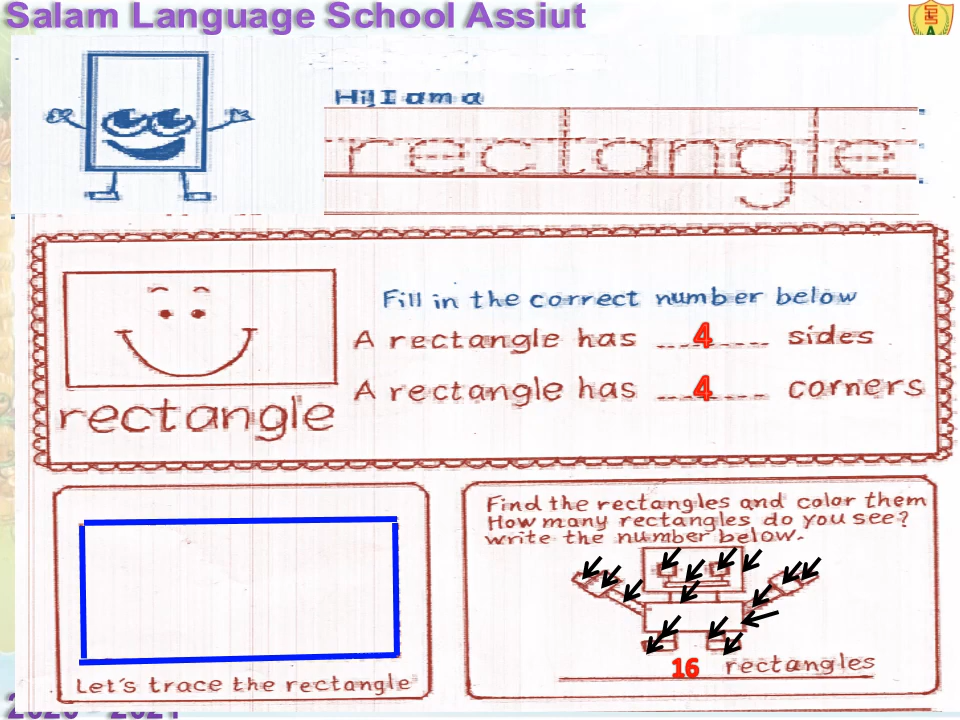 Salam Language School Assiut
Hi! I am a
rectangle
Fill in the correct number below
A rectangle has 4 sides
A rectangle has 4 corners
rectangle
Find the rectangles and color them
How many rectangles do you see?
write the number below.
16 rectangles
Let's trace the rectangle
2020 - 2021